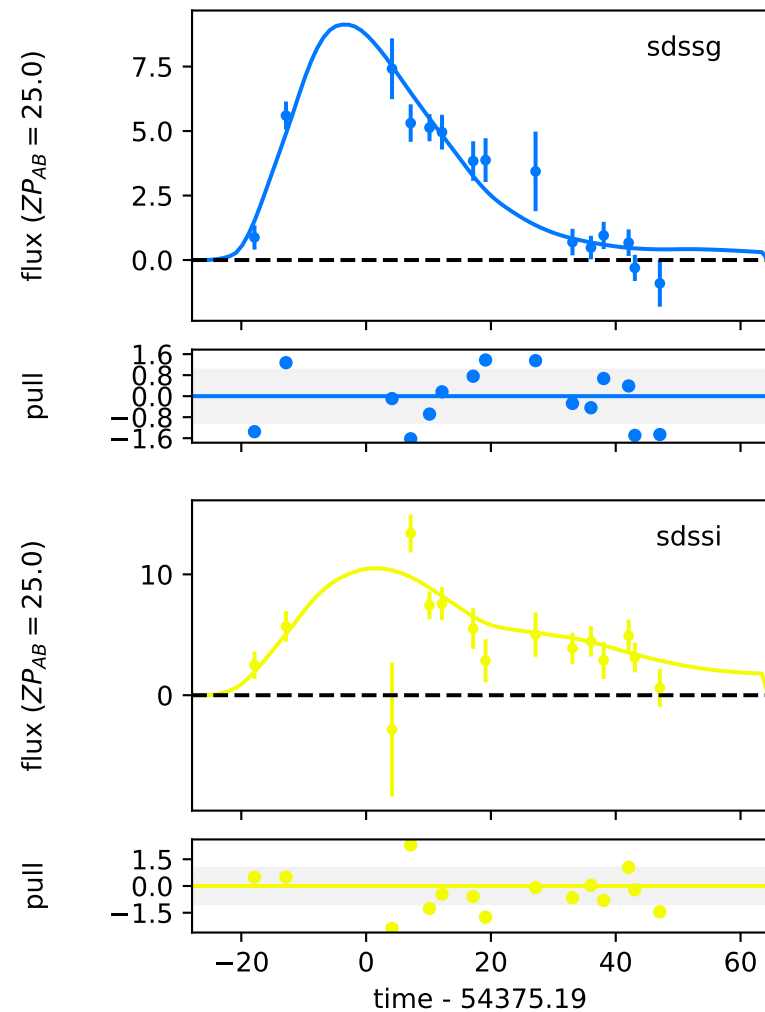 sdssg
flux (ZP_AB = 25.0)
7.5
5.0
2.5
0.0
pull
1.6
0.8
0.0
−0.8
−1.6
sdssi
flux (ZP_AB = 25.0)
10
0
pull
1.5
0.0
−1.5
−20 0 20 40 60
time - 54375.19